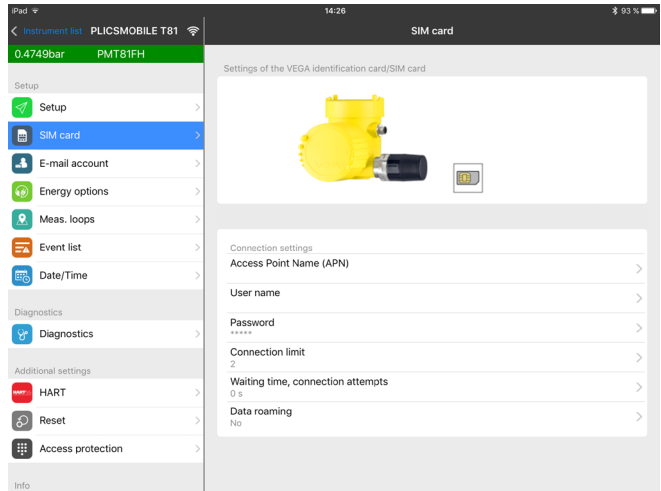 iPad 14:26 93 %
Instrument list PLICSMOBILE T81 SIM card
0.4749bar PMT81FH
Setup
Setup
SIM card
E-mail account
Energy options
Meas. loops
Event list
Date/Time
Diagnostics
Diagnostics
Additional settings
HART
HART
Reset
Access protection
Info
Settings of the VEGA identification card/SIM card
Connection settings
Access Point Name (APN)
User name
Password
*****
Connection limit
2
Waiting time, connection attempts
0 s
Data roaming
No